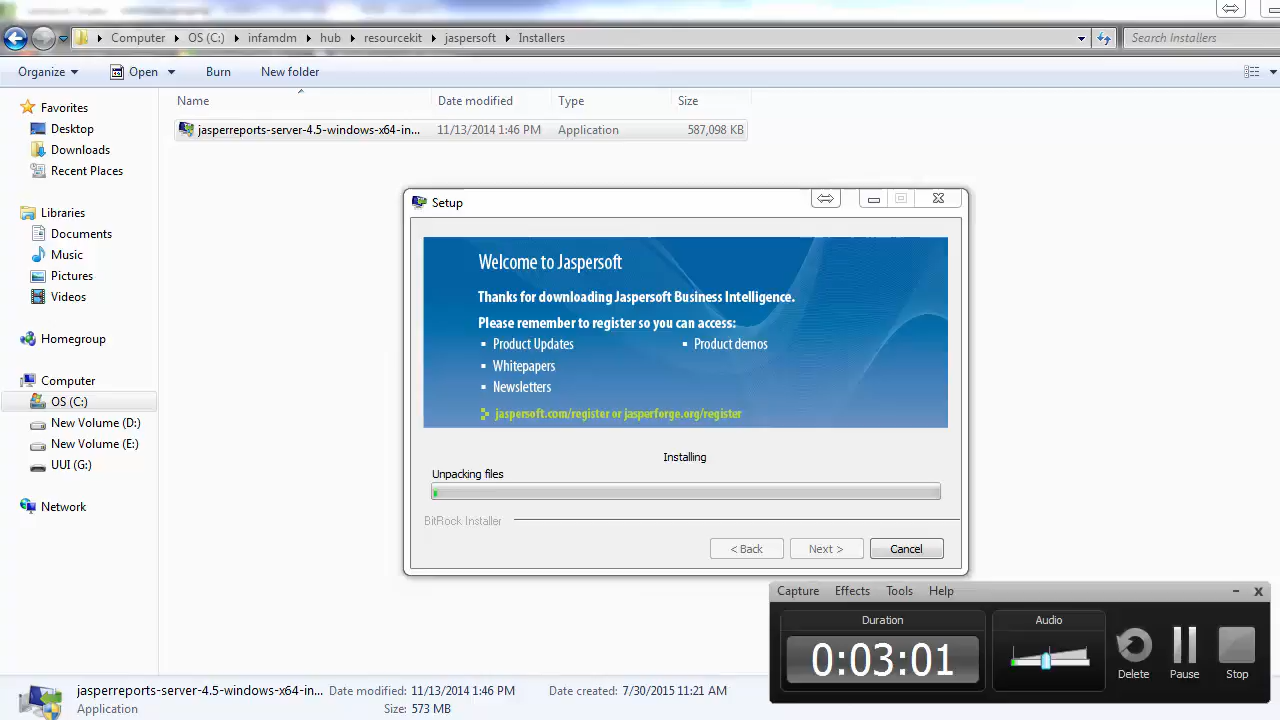 Computer ▸ OS (C:) ▸ infamdm ▸ hub ▸ resourcekit ▸ jaspersoft ▸ Installers
Search Installers
Organize Open Burn New folder
Favorites
Desktop
Downloads
Recent Places
Libraries
Documents
Music
Pictures
Videos
Homegroup
Computer
OS (C:)
New Volume (D:)
New Volume (E:)
UUI (G:)
Network
Name Date modified Type Size
jasperreports-server-4.5-windows-x64-in... 11/13/2014 1:46 PM Application 587,098 KB
Setup
Welcome to Jaspersoft
Thanks for downloading Jaspersoft Business Intelligence.
Please remember to register so you can access:
Product Updates Product demos
Whitepapers
Newsletters
jaspersoft.com/register or jasperforge.org/register
Installing
Unpacking files
BitRock Installer
< Back Next > Cancel
Capture Effects Tools Help
Duration Audio
0:03:01
Delete Pause Stop
jasperreports-server-4.5-windows-x64-in... Date modified: 11/13/2014 1:46 PM Date created: 7/30/2015 11:21 AM
Application Size: 573 MB